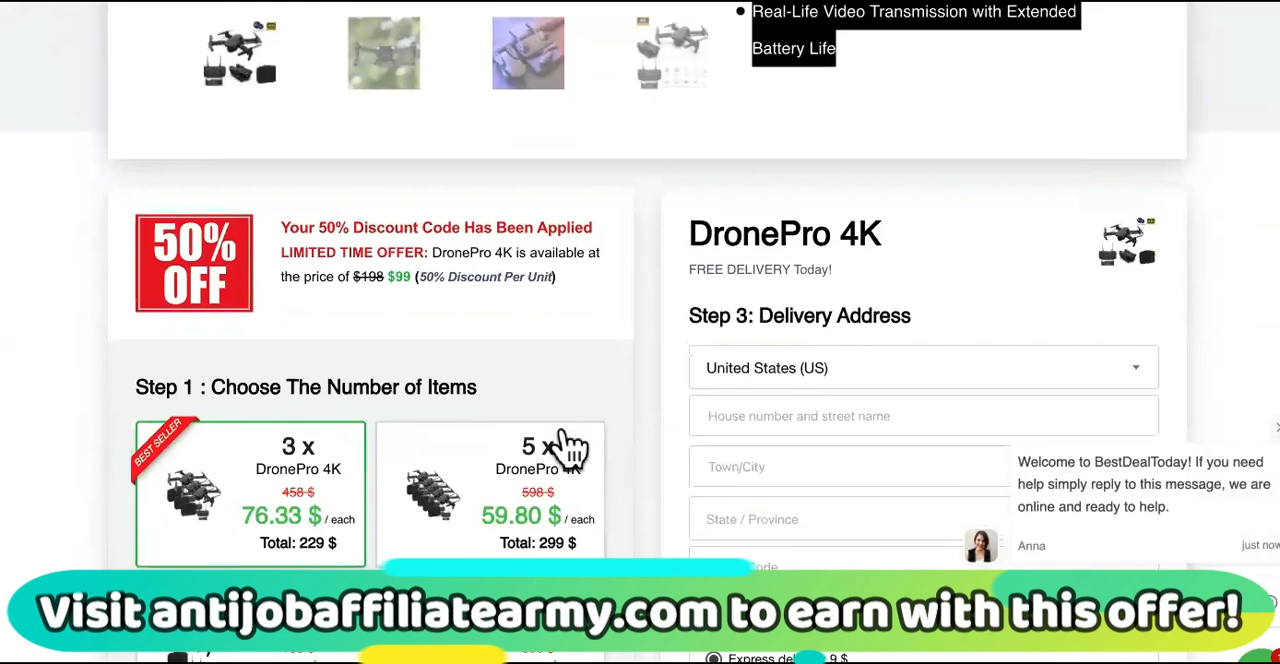 Real-Life Video Transmission with Extended
Battery Life
50%
OFF
Your 50% Discount Code Has Been Applied
LIMITED TIME OFFER: DronePro 4K is available at
the price of $198 $99 (50% Discount Per Unit)
Step 1 : Choose The Number of Items
BEST SELLER
3 x
DronePro 4K
458 $
76.33 $ / each
Total: 229 $
5 x
DronePro 4K
598 $
59.80 $ / each
Total: 299 $
DronePro 4K
FREE DELIVERY Today!
Step 3: Delivery Address
United States (US)
House number and street name
Town/City
State / Province
Code
Welcome to BestDealToday! If you need
help simply reply to this message, we are
online and ready to help.
Anna
just now
Visit antijobaffiliatearmy.com to earn with this offer!
Express 9 $